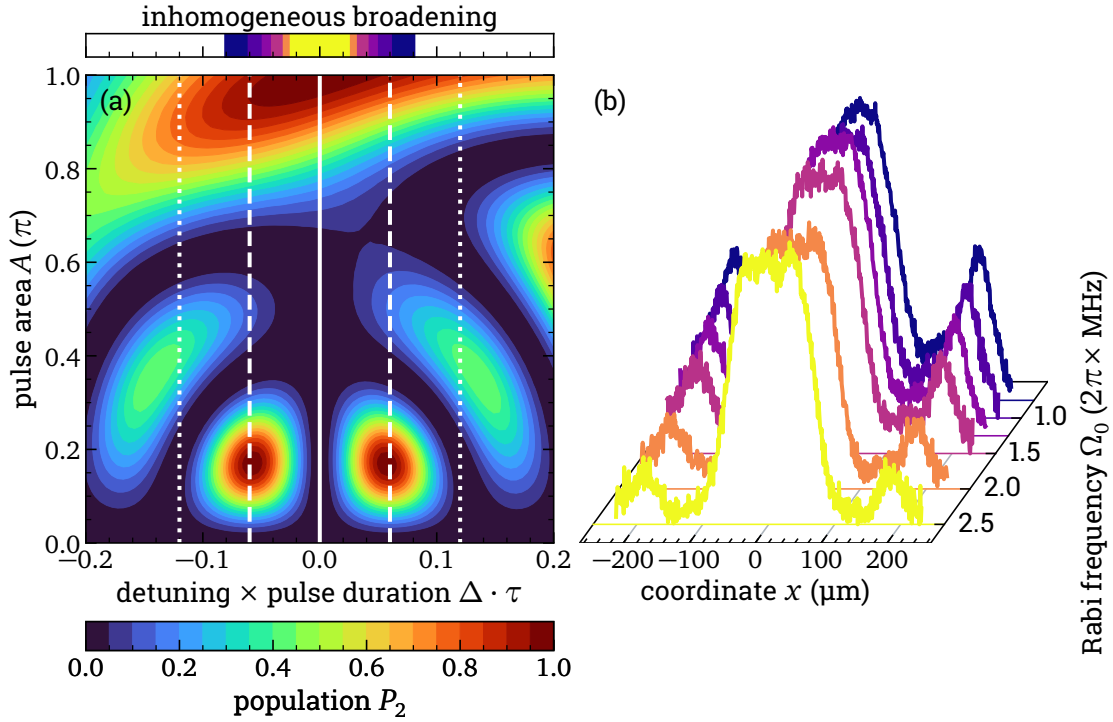 inhomogeneous broadening
(a)
pulse area A (π)
1.0
0.8
0.6
0.4
0.2
0.0
−0.2 −0.1 0.0 0.1 0.2
detuning × pulse duration Δ · τ
0.0 0.2 0.4 0.6 0.8 1.0
population P₂
(b)
1.0
1.5
2.0
2.5
Rabi frequency Ω₀ (2π× MHz)
−200 −100 0 100 200
coordinate x (μm)